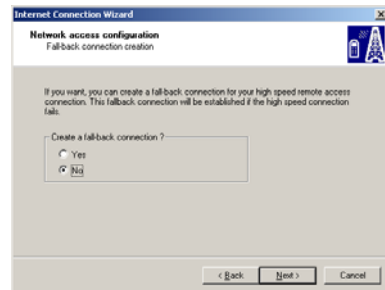 Internet Connection Wizard
Network access configuration
Fall-back connection creation
If you want, you can create a fall-back connection for your high speed remote access
connection. This fallback connection will be established if the high speed connection
fails.
Create a fall-back connection ?
Yes
No
< Back Next > Cancel